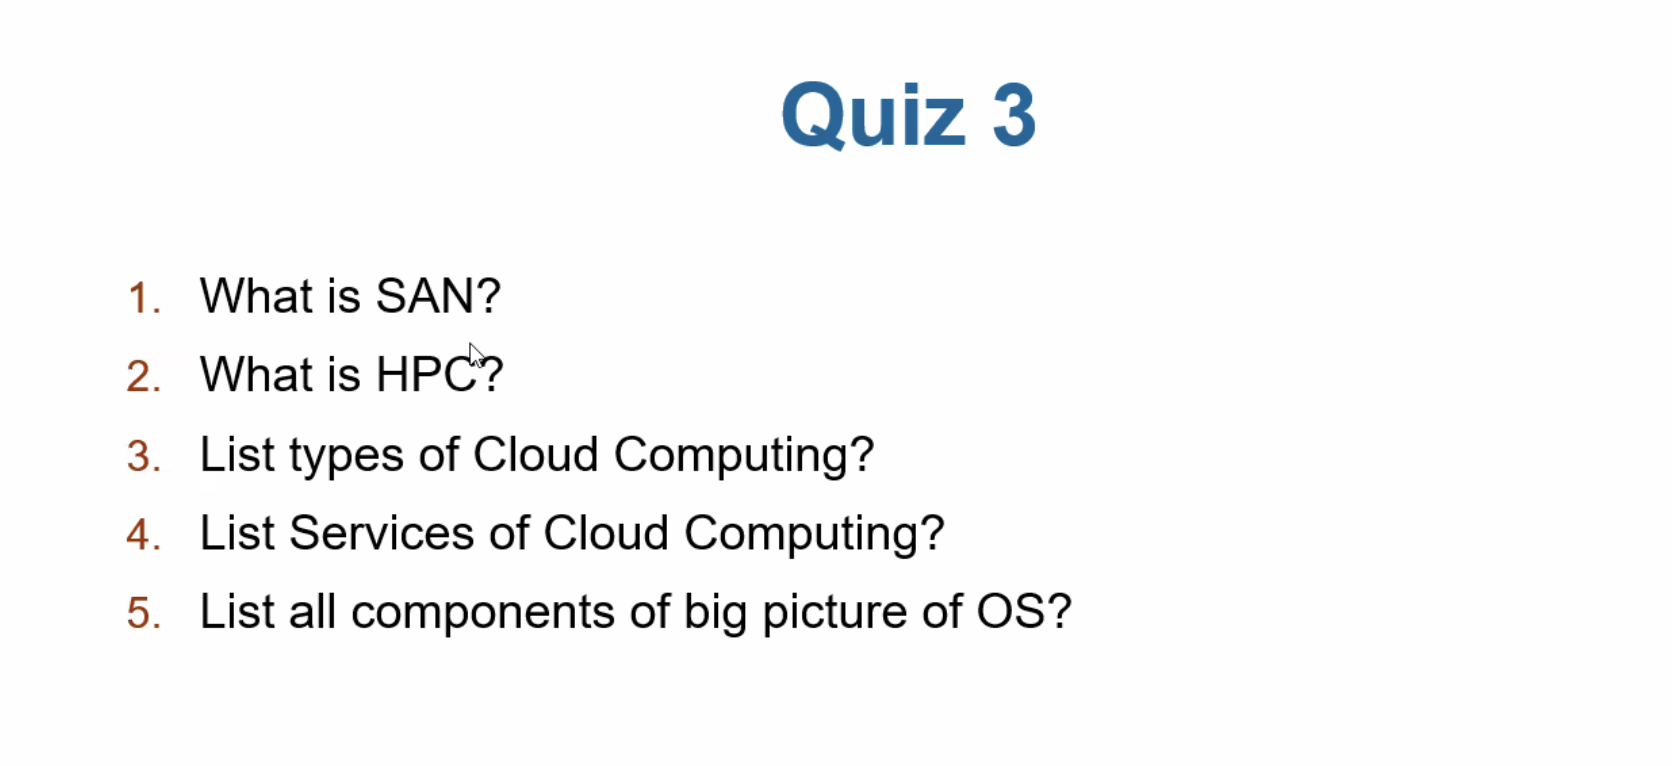 Quiz 3
1. What is SAN?
2. What is HPC?
3. List types of Cloud Computing?
4. List Services of Cloud Computing?
5. List all components of big picture of OS?